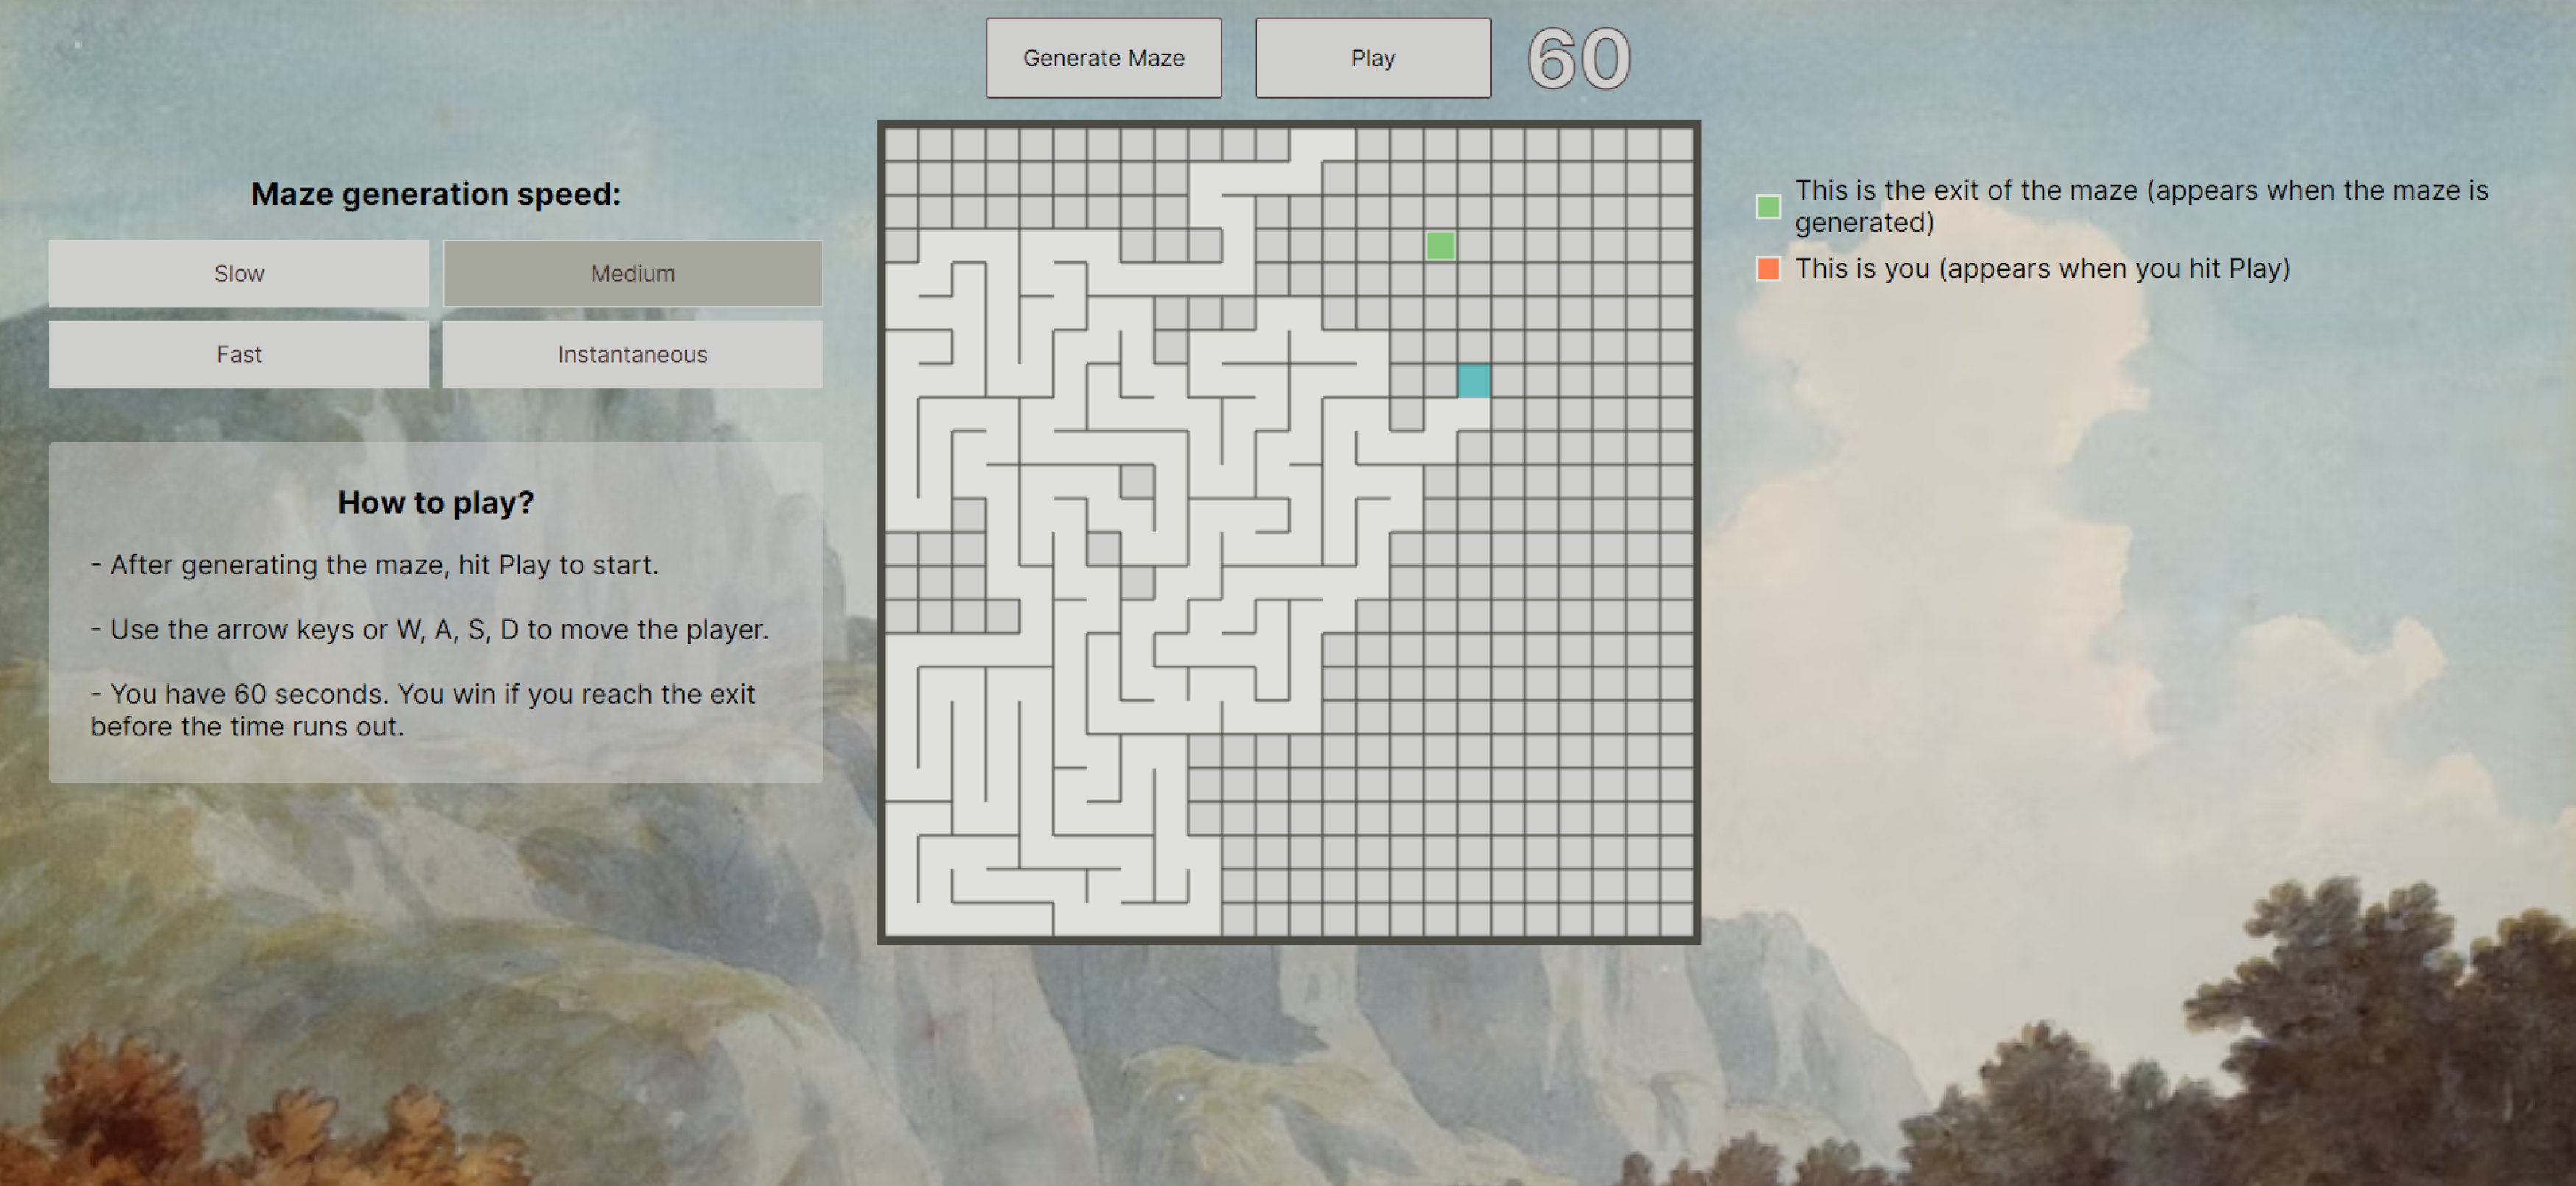 Generate Maze
Play
60
Maze generation speed:
Slow
Medium
Fast
Instantaneous
How to play?
- After generating the maze, hit Play to start.
- Use the arrow keys or W, A, S, D to move the player.
- You have 60 seconds. You win if you reach the exit
before the time runs out.
This is the exit of the maze (appears when the maze is
generated)
This is you (appears when you hit Play)